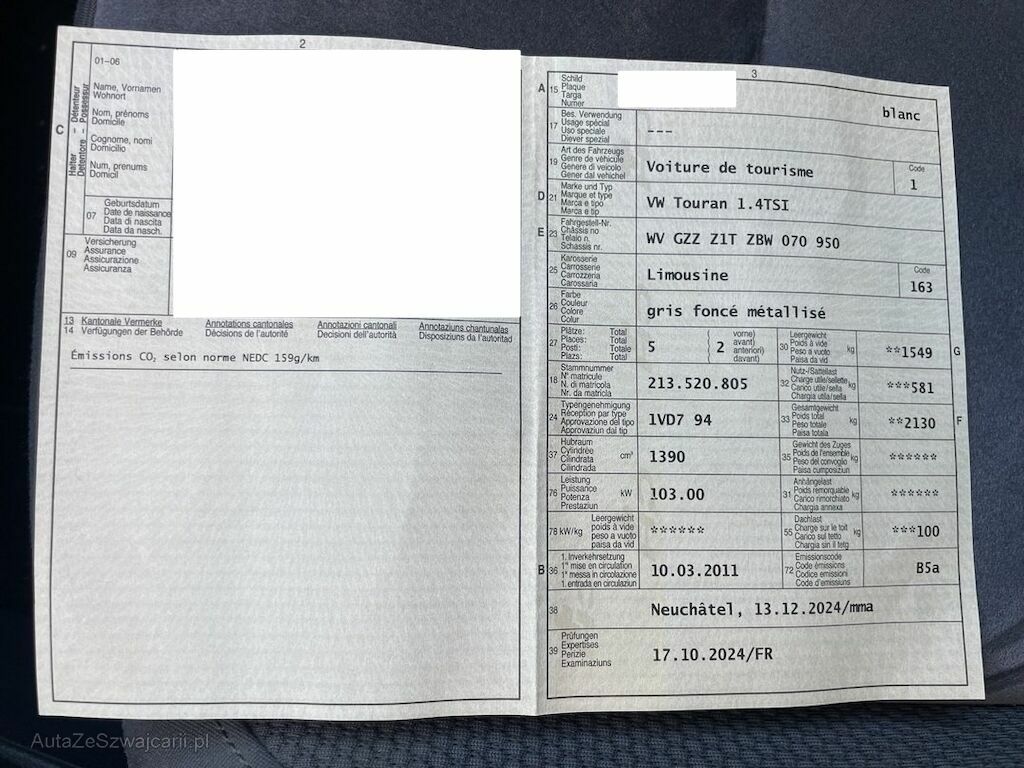 2
01–06
Name, Vornamen
Wohnort
Nom, prénoms
Domicile
Cognome, nomi
Domicilio
Num, prenums
Domicil
C
Halter – Détenteur
Detentore – Possessur
07
Geburtsdatum
Date de naissance
Data di nascita
Data da nasch.
09
Versicherung
Assurance
Assicurazione
Assicuranza
13 Kantonale Vermerke Annotations cantonales Annotazioni cantonali Annotaziuns chantunalas
14 Verfügungen der Behörde Décisions de l'autorité Decisioni dell'autorità Disposiziuns da l'autoritad
Émissions CO₂ selon norme NEDC 159g/km
3
A 15
Schild
Plaque
Targa
Numer
blanc
17
Bes. Verwendung
Usage spécial
Uso speciale
Diever spezial
---
19
Art des Fahrzeugs
Genre de véhicule
Genere di veicolo
Gener dal vehichel
Voiture de tourisme
Code
1
D 21
Marke und Typ
Marque et type
Marca e tipo
Marca e tip
VW Touran 1.4TSI
E 23
Fahrgestell-Nr.
Châssis no
Telaio n.
Schassis nr.
WV GZZ Z1T ZBW 070 950
25
Karosserie
Carrosserie
Carrozzeria
Carossaria
Limousine
Code
163
26
Farbe
Couleur
Colore
Colur
gris foncé métallisé
27
Plätze: Total
Places: Total
Posti: Totale
Plazs: Total
5
2
vorne)
avant)
anteriori)
davant)
30
Leergewicht
Poids à vide
Peso a vuoto
Paisa da vid
kg
**1549
G
18
Stammnummer
N° matricule
N. di matricola
Nr. da matricla
213.520.805
32
Nutz-/Sattellast
Charge utile/sellette
Carico utile/sella
Chargia utila/sella
kg
***581
24
Typengenehmigung
Réception par type
Approvazione del tipo
Approvaziun dal tip
1VD7 94
33
Gesamtgewicht
Poids total
Peso totale
Paisa totala
kg
**2130
F
37
Hubraum
Cylindrée
Cilindrata
Cilindrada
cm³
1390
35
Gewicht des Zuges
Poids de l'ensemble
Peso del convoglio
Paisa cumposiziun
kg
******
76
Leistung
Puissance
Potenza
Prestaziun
kW
103.00
31
Anhängelast
Poids remorquable
Carico rimorchiato
Chargia annexa
kg
******
78 kW/kg
Leergewicht
poids à vide
peso a vuoto
paisa da vid
******
55
Dachlast
Charge sur le toit
Carico sul tetto
Chargia sin il tetg
kg
***100
B 36
1. Inverkehrsetzung
1re mise en circulation
1a messa in circolazione
1. entrada en circulaziun
10.03.2011
72
Emissionscode
Code émissions
Codice emissioni
Code d'emissiuns
B5a
38
Neuchâtel, 13.12.2024/mma
39
Prüfungen
Expertises
Perizie
Examinaziuns
17.10.2024/FR
AutaZeSzwajcarii.pl